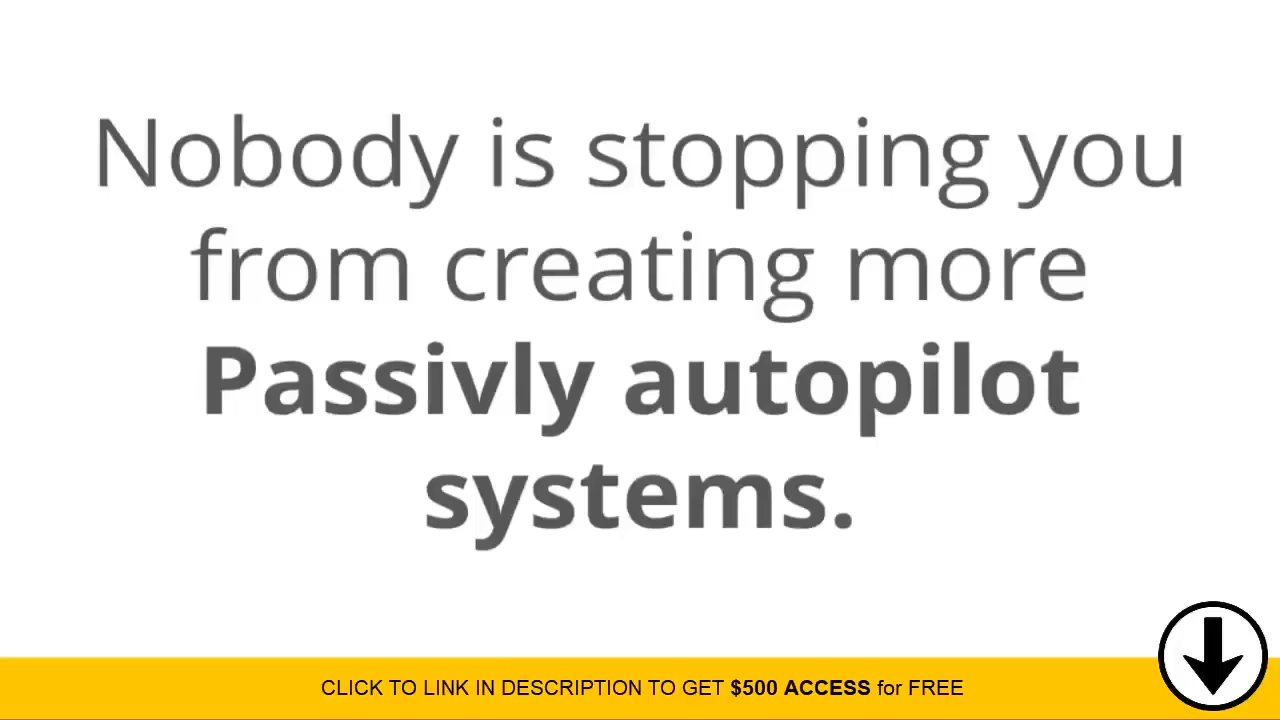 Nobody is stopping you
from creating more
Passivly autopilot
systems.
CLICK TO LINK IN DESCRIPTION TO GET $500 ACCESS for FREE